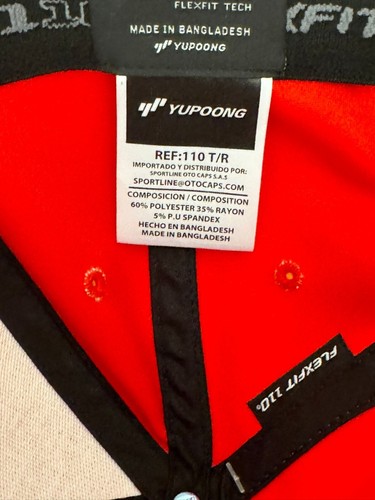 FLEXFIT TECH
MADE IN BANGLADESH
YUPOONG
YUPOONG
REF:110 T/R
IMPORTADO Y DISTRIBUIDO POR:
SPORTLINE OTO CAPS S.A.S
SPORTLINE@OTOCAPS.COM
COMPOSICION / COMPOSITION
60% POLYESTER 35% RAYON
5% P.U SPANDEX
HECHO EN BANGLADESH
MADE IN BANGLADESH
FLEXFIT 110®